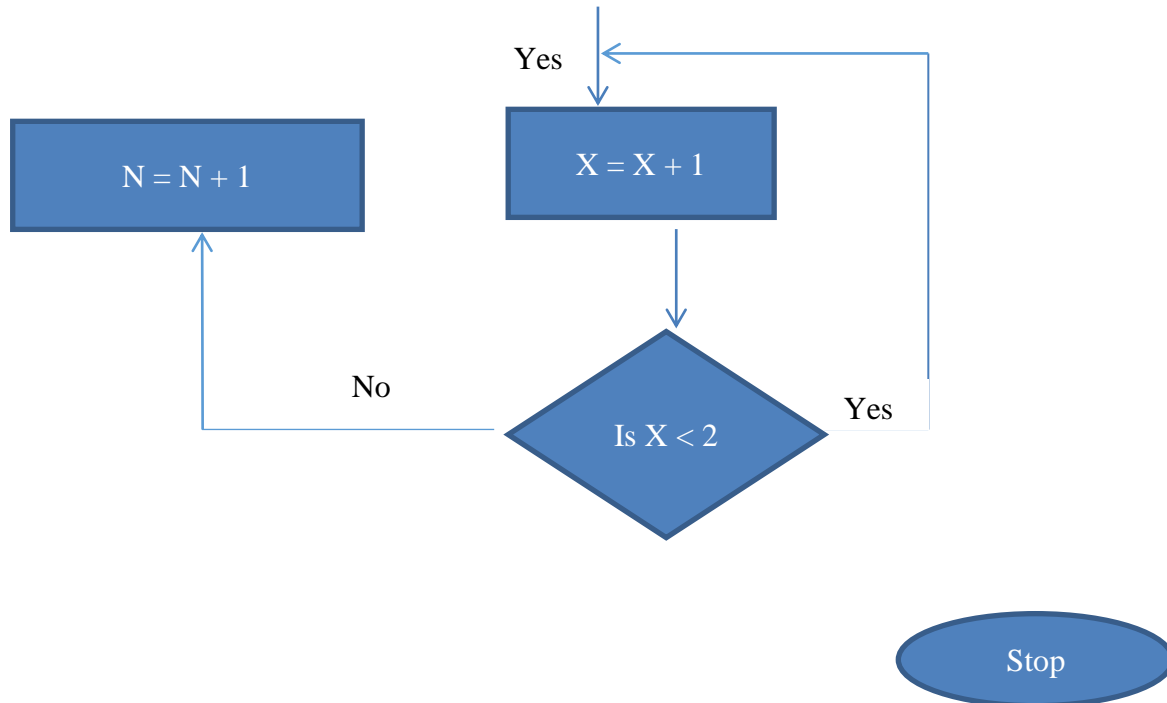 Yes
N = N + 1
X = X + 1
No
Yes
Is X < 2
Stop